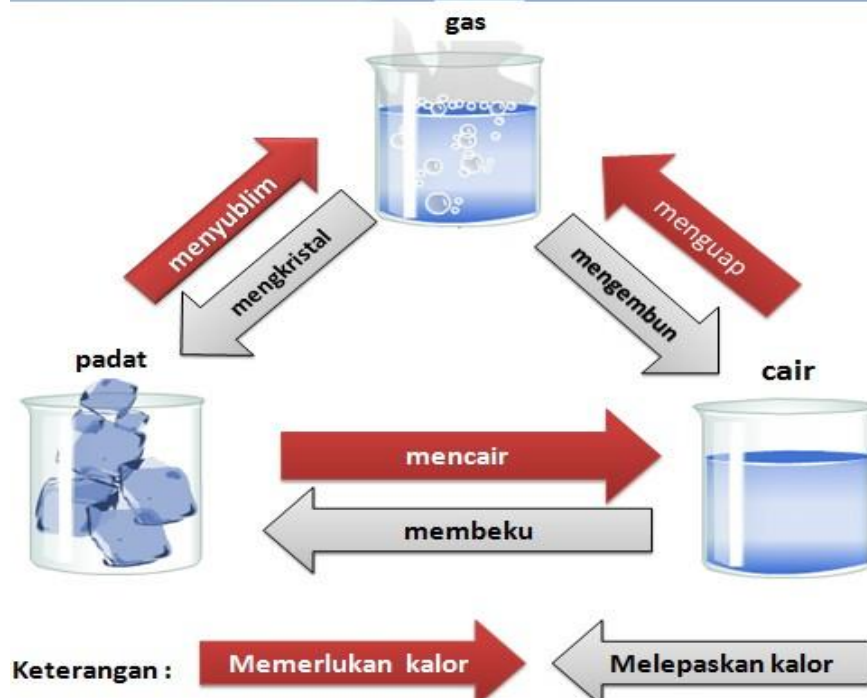 gas
menyublim
mengkristal
menguap
mengembun
padat
cair
mencair
membeku
Keterangan :
Memerlukan kalor
Melepaskan kalor